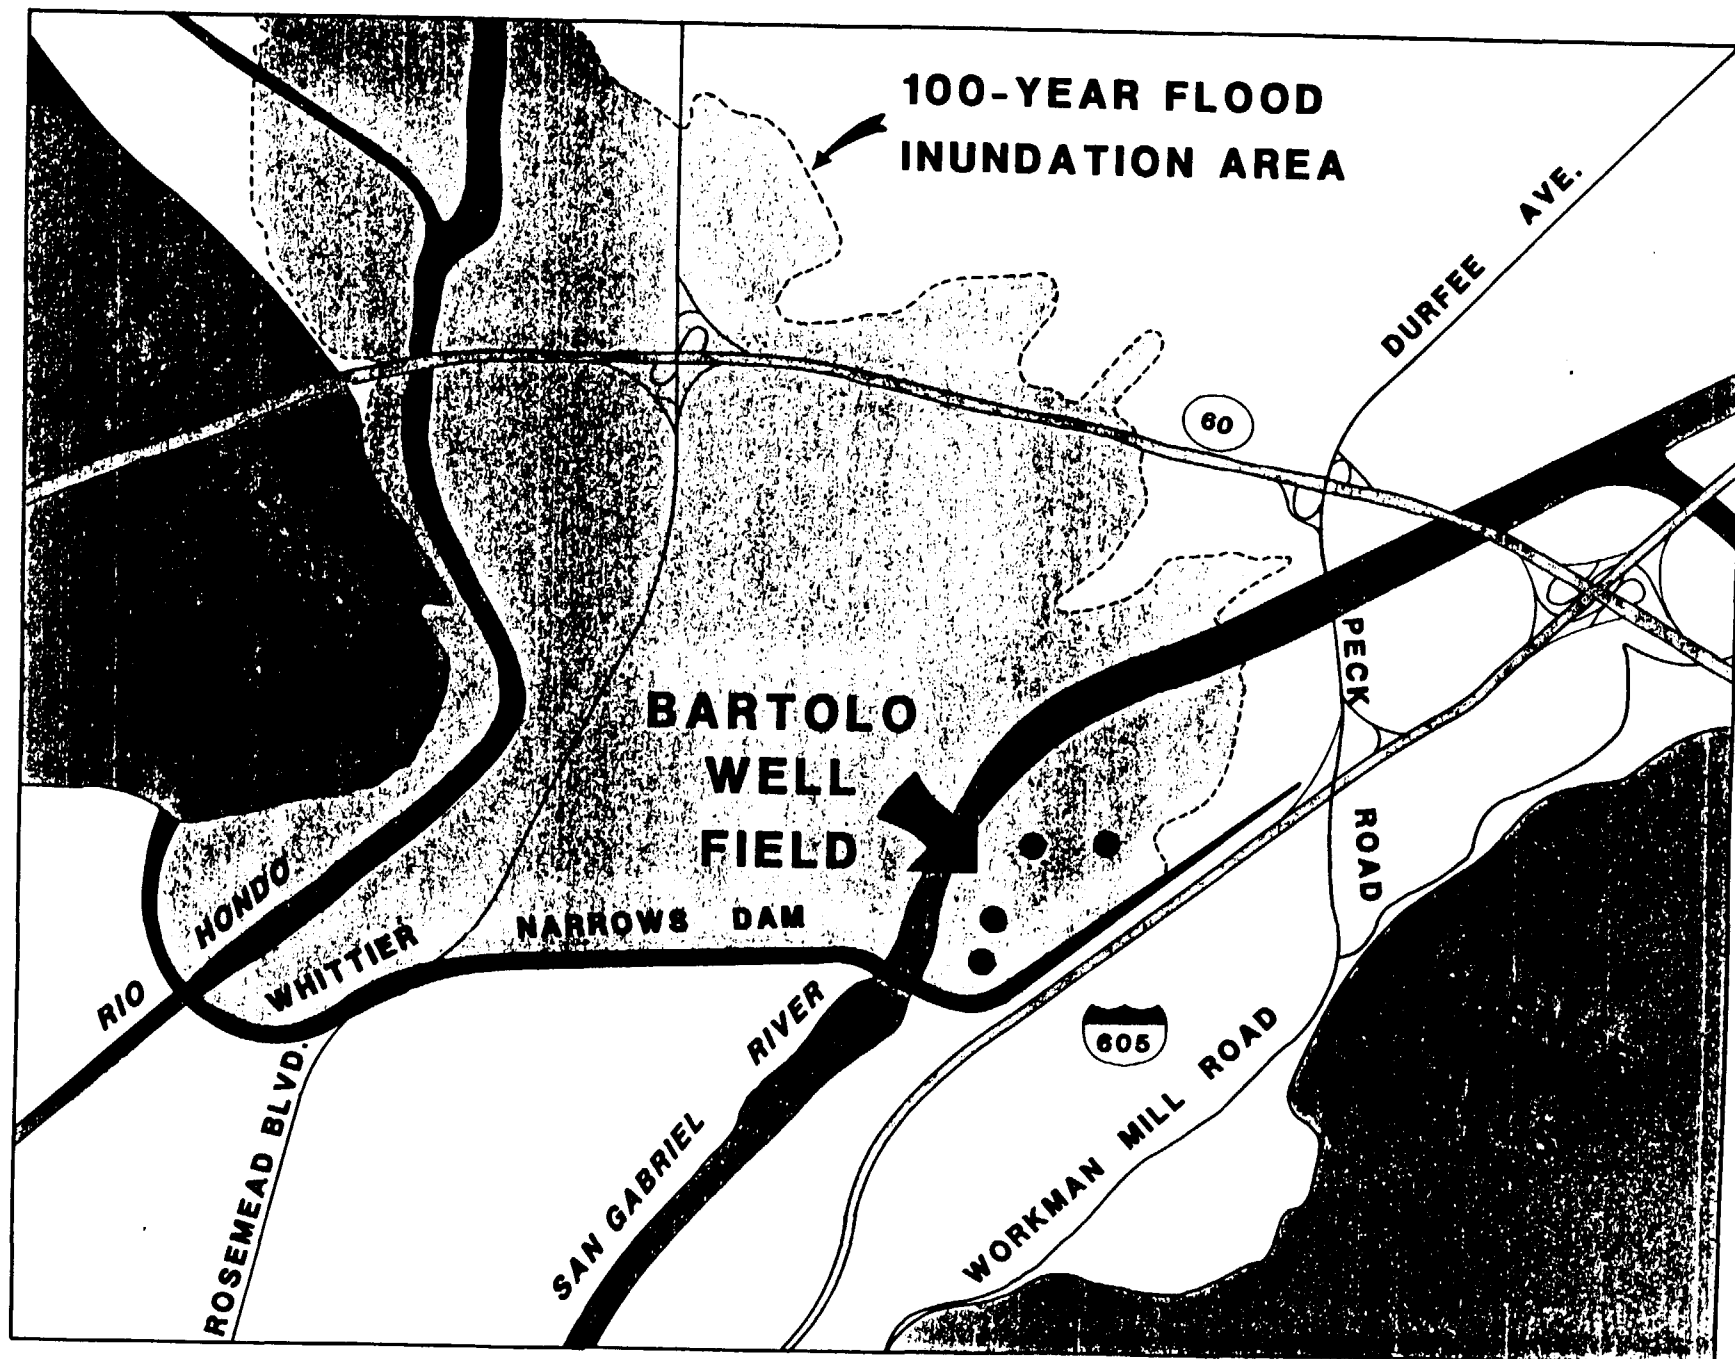 100-YEAR FLOOD
INUNDATION AREA
DURFEE AVE.
60
PECK ROAD
BARTOLO
WELL
FIELD
RIO HONDO
WHITTIER NARROWS DAM
605
SAN GABRIEL RIVER
ROSEMEAD BLVD.
WORKMAN MILL ROAD